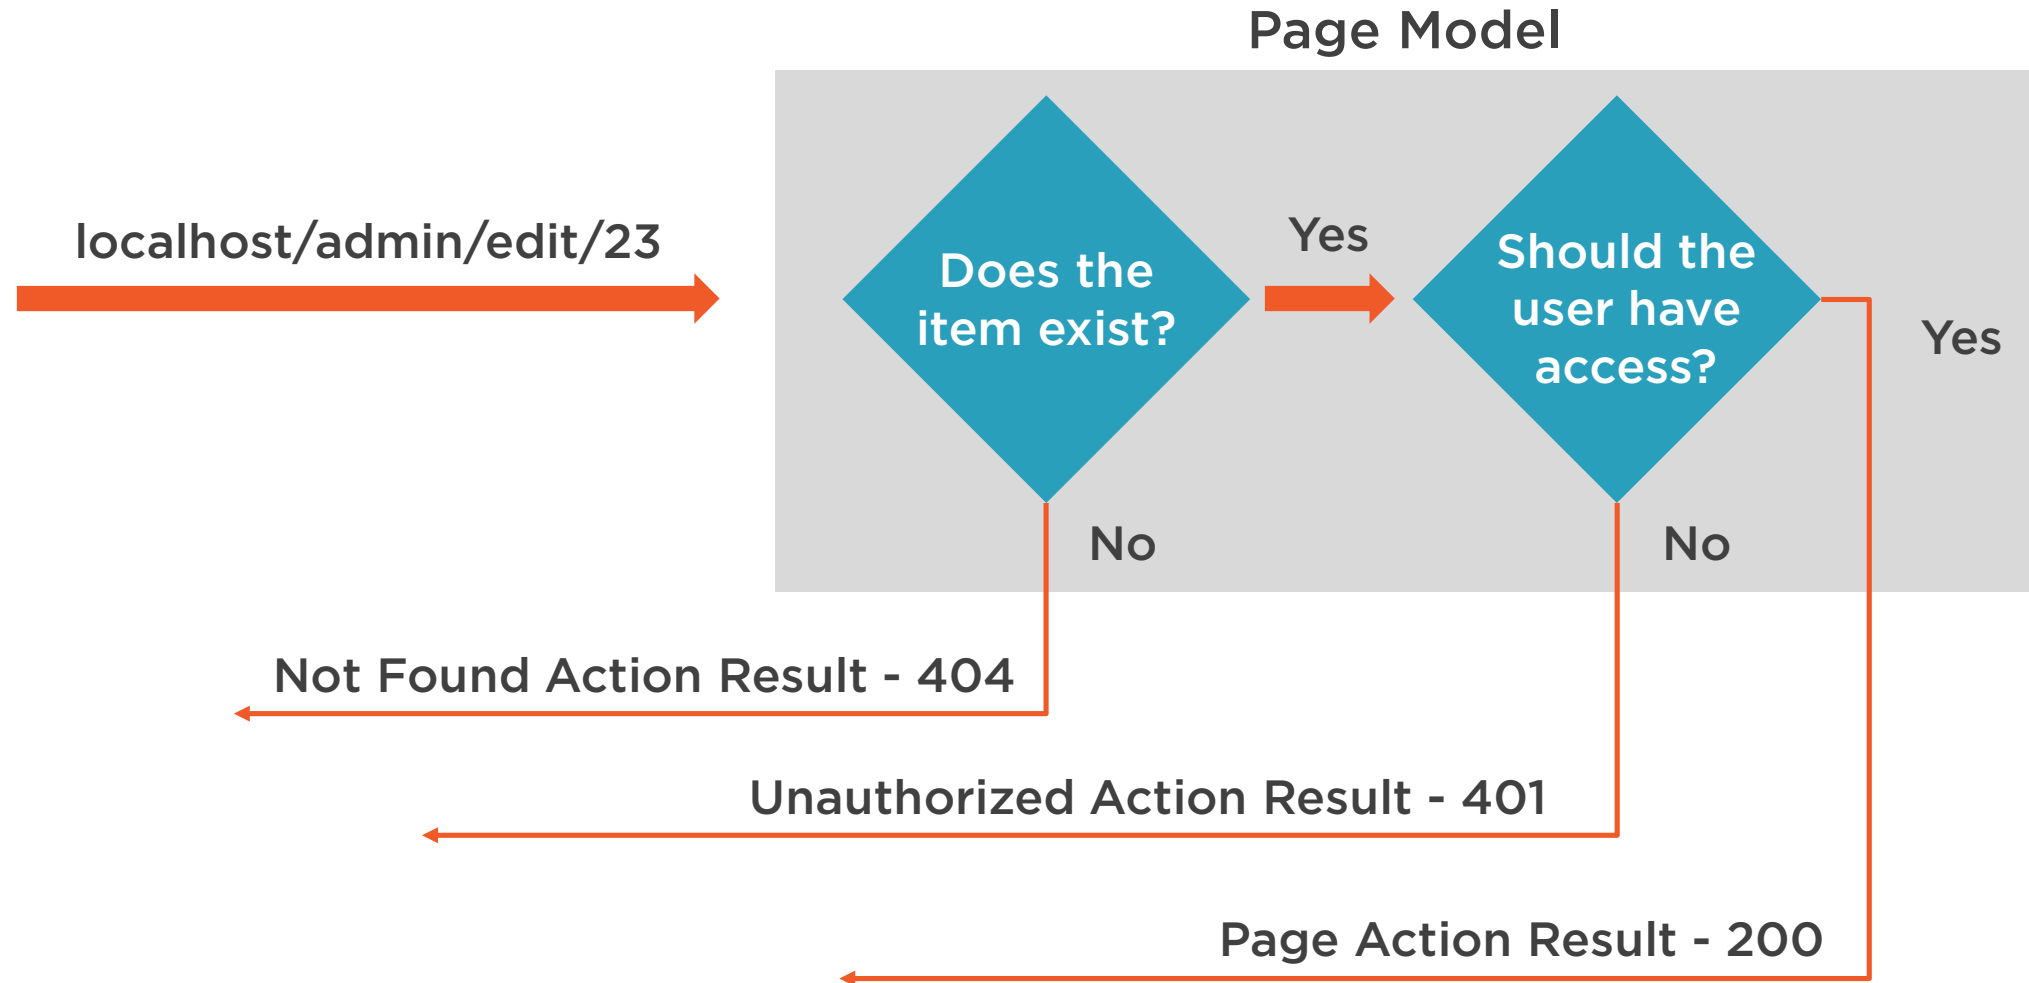 Page Model
localhost/admin/edit/23
Does the
item exist?
Yes
Should the
user have
access?
Yes
No
No
Not Found Action Result - 404
Unauthorized Action Result - 401
Page Action Result - 200